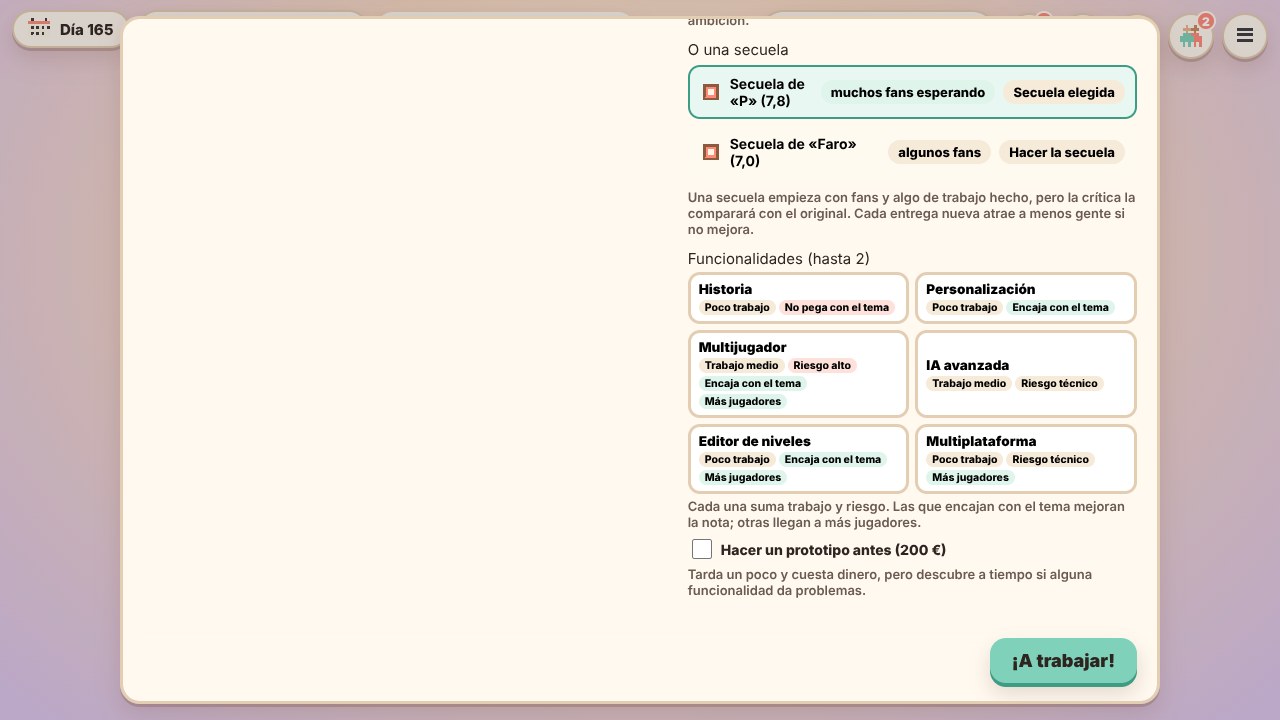 Día 165
2
ambición.
O una secuela
Secuela de
«P» (7,8)
muchos fans esperando
Secuela elegida
Secuela de «Faro»
(7,0)
algunos fans
Hacer la secuela
Una secuela empieza con fans y algo de trabajo hecho, pero la crítica la
comparará con el original. Cada entrega nueva atrae a menos gente si
no mejora.
Funcionalidades (hasta 2)
Historia
Poco trabajo No pega con el tema
Personalización
Poco trabajo Encaja con el tema
Multijugador
Trabajo medio Riesgo alto
Encaja con el tema
Más jugadores
IA avanzada
Trabajo medio Riesgo técnico
Editor de niveles
Poco trabajo Encaja con el tema
Más jugadores
Multiplataforma
Poco trabajo Riesgo técnico
Más jugadores
Cada una suma trabajo y riesgo. Las que encajan con el tema mejoran
la nota; otras llegan a más jugadores.
Hacer un prototipo antes (200 €)
Tarda un poco y cuesta dinero, pero descubre a tiempo si alguna
funcionalidad da problemas.
¡A trabajar!